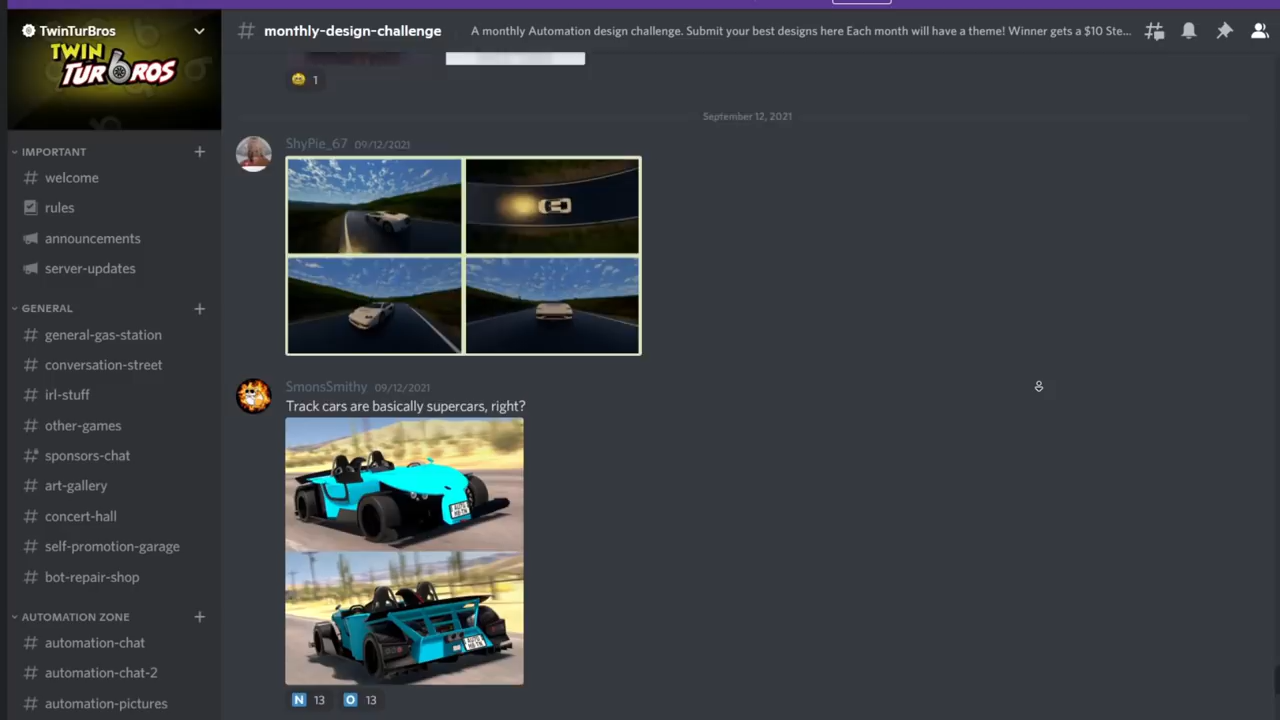 TwinTurBros
TWIN
TURBROS
IMPORTANT
welcome
rules
announcements
server-updates
GENERAL
general-gas-station
conversation-street
irl-stuff
other-games
sponsors-chat
art-gallery
concert-hall
self-promotion-garage
bot-repair-shop
AUTOMATION ZONE
automation-chat
automation-chat-2
automation-pictures
monthly-design-challenge
A monthly Automation design challenge. Submit your best designs here Each month will have a theme! Winner gets a $10 Ste...
1
September 12, 2021
ShyPie_67 09/12/2021
SmonsSmithy 09/12/2021
Track cars are basically supercars, right?
N 13 O 13